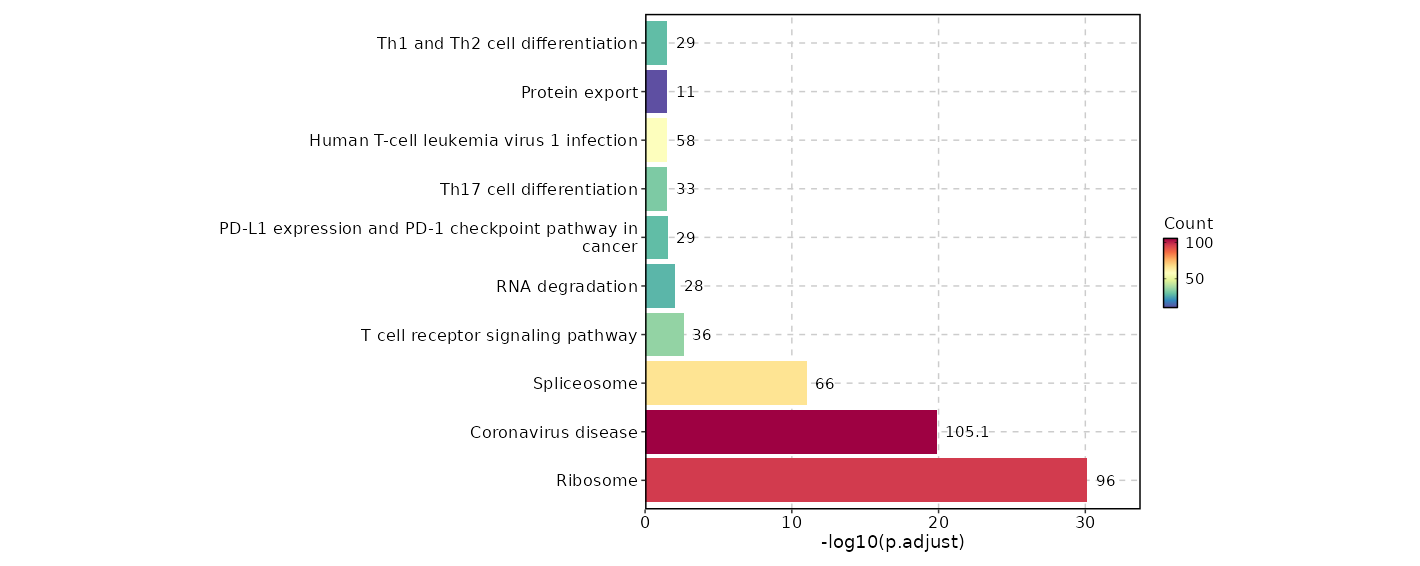 Th1 and Th2 cell differentiation
29
Protein export
11
Human T-cell leukemia virus 1 infection
58
Th17 cell differentiation
33
PD-L1 expression and PD-1 checkpoint pathway in
cancer
29
RNA degradation
28
T cell receptor signaling pathway
36
Spliceosome
66
Coronavirus disease
105.1
Ribosome
96
0
10
20
30
-log10(p.adjust)
Count
100
50